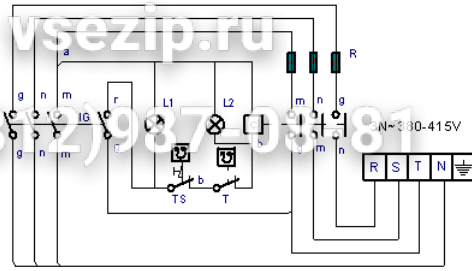 vsezip.ru
a
R
g n m r L1 L2 m n g
IG
812)987-03-81
3N~380-415V
g n m g b m n
R S T N
TS b T